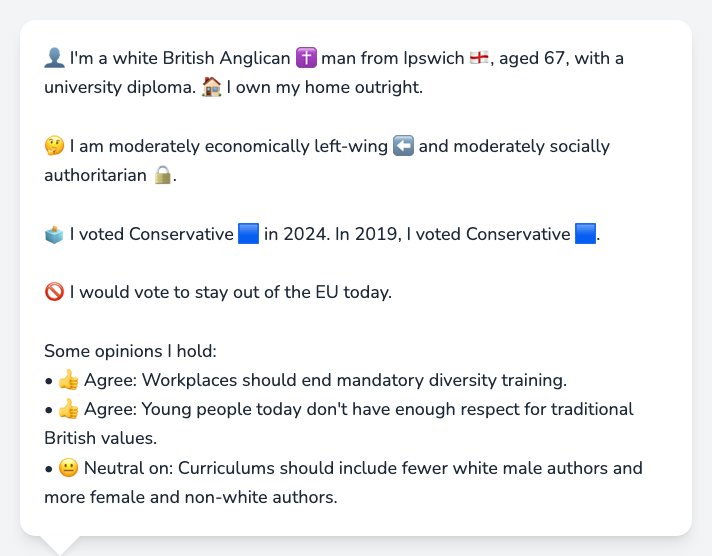 👤 I'm a white British Anglican ✝️ man from Ipswich 🏴󠁧󠁢󠁥󠁮󠁧󠁿, aged 67, with a
university diploma. 🏠 I own my home outright.
🤔 I am moderately economically left-wing ⬅️ and moderately socially
authoritarian 🔒.
🗳️ I voted Conservative 🟦 in 2024. In 2019, I voted Conservative 🟦.
🚫 I would vote to stay out of the EU today.
Some opinions I hold:
• 👍 Agree: Workplaces should end mandatory diversity training.
• 👍 Agree: Young people today don't have enough respect for traditional
British values.
• 😐 Neutral on: Curriculums should include fewer white male authors and
more female and non-white authors.